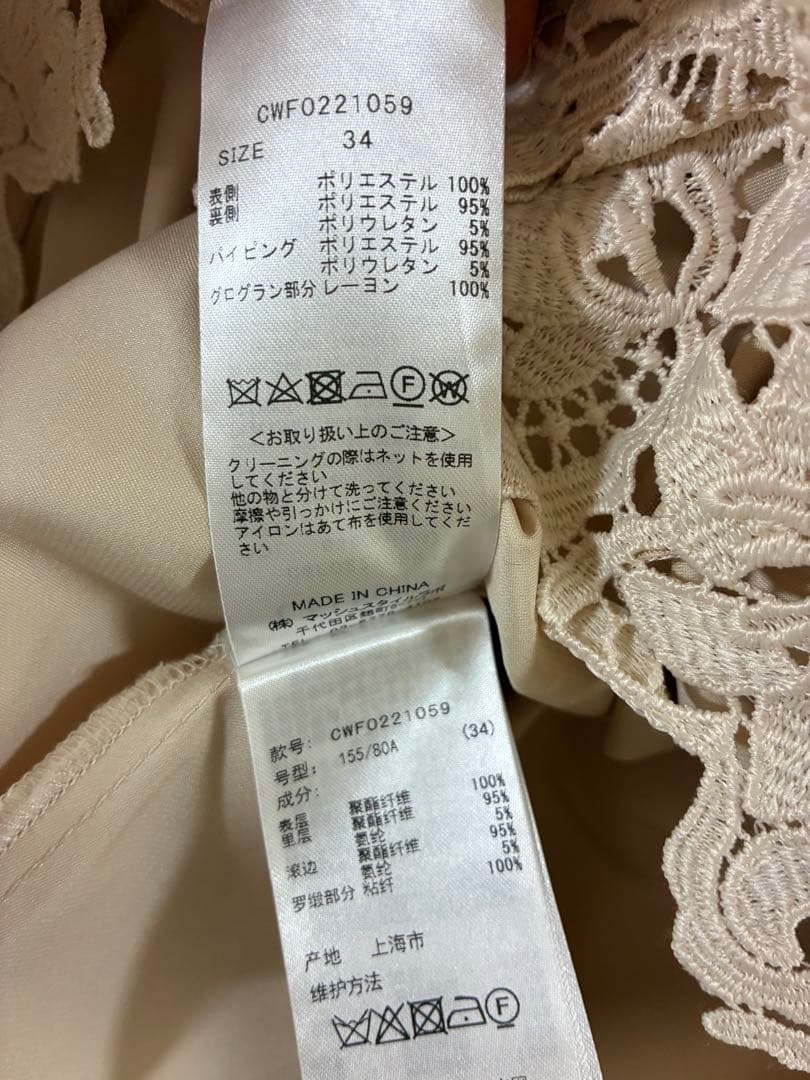 CWFO221059
SIZE 34
表側 ポリエステル 100%
裏側 ポリエステル 95%
ポリウレタン 5%
パイピング ポリエステル 95%
ポリウレタン 5%
グログラン部分 レーヨン 100%
F W
＜お取り扱い上のご注意＞
クリーニングの際はネットを使用
してください
他の物と分けて洗ってください
摩擦や引っかけにご注意ください
アイロンはあて布を使用してくだ
さい
MADE IN CHINA
(株) マッシュスタイルラボ
千代田区麹町
TEL
款号: CWFO221059
号型: 155/80A (34)
成分:
表层 聚酯纤维 100%
里层 聚酯纤维 95%
氨纶 5%
滚边 聚酯纤维 95%
氨纶 5%
罗缎部分 粘纤 100%
产地 上海市
维护方法
F